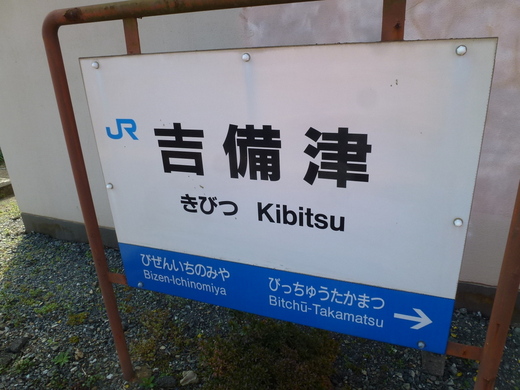 JR
吉備津
きびつ Kibitsu
びぜんいちのみや
Bizen-Ichinomiya
びっちゅうたかまつ
Bitchū-Takamatsu →